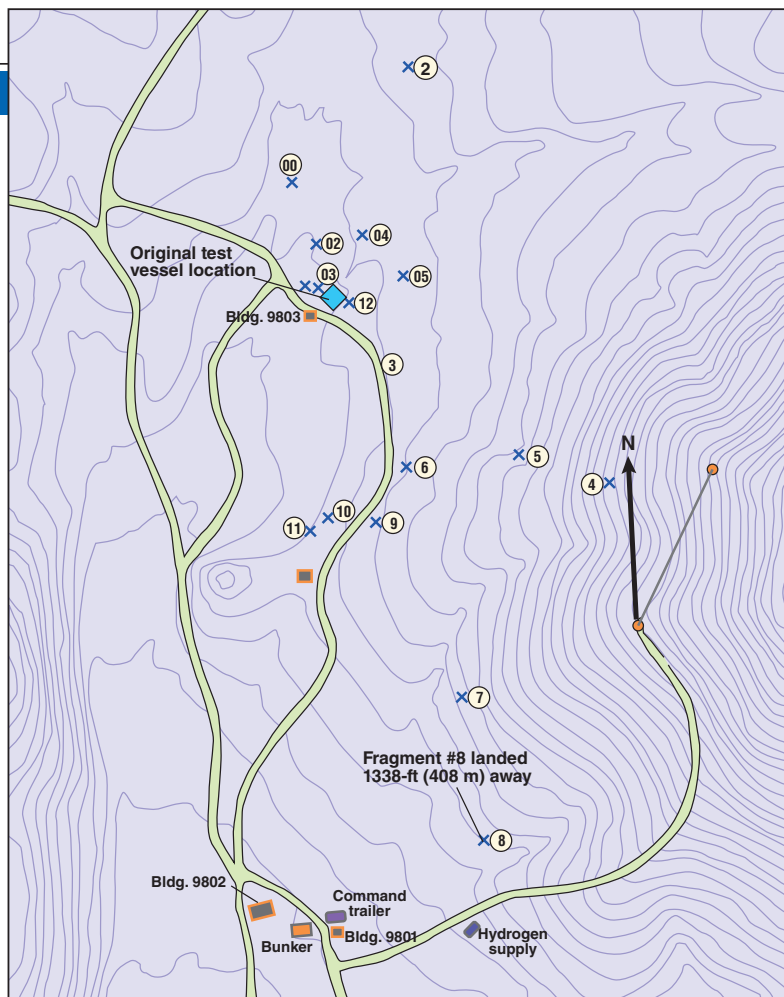 2
00
04
02
Original test
vessel location
03
05
12
Bldg. 9803
3
N
5
6
4
10
11
9
7
Fragment #8 landed
1338-ft (408 m) away
8
Bldg. 9802
Command
trailer
Bunker
Bldg. 9801
Hydrogen
supply